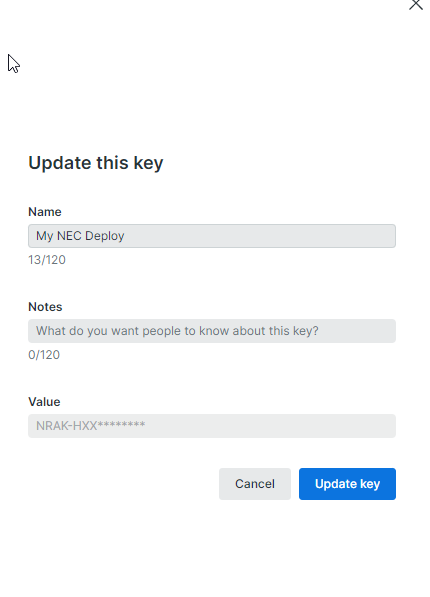 Update this key
Name
My NEC Deploy
13/120
Notes
What do you want people to know about this key?
0/120
Value
NRAK-HXX********
Cancel
Update key